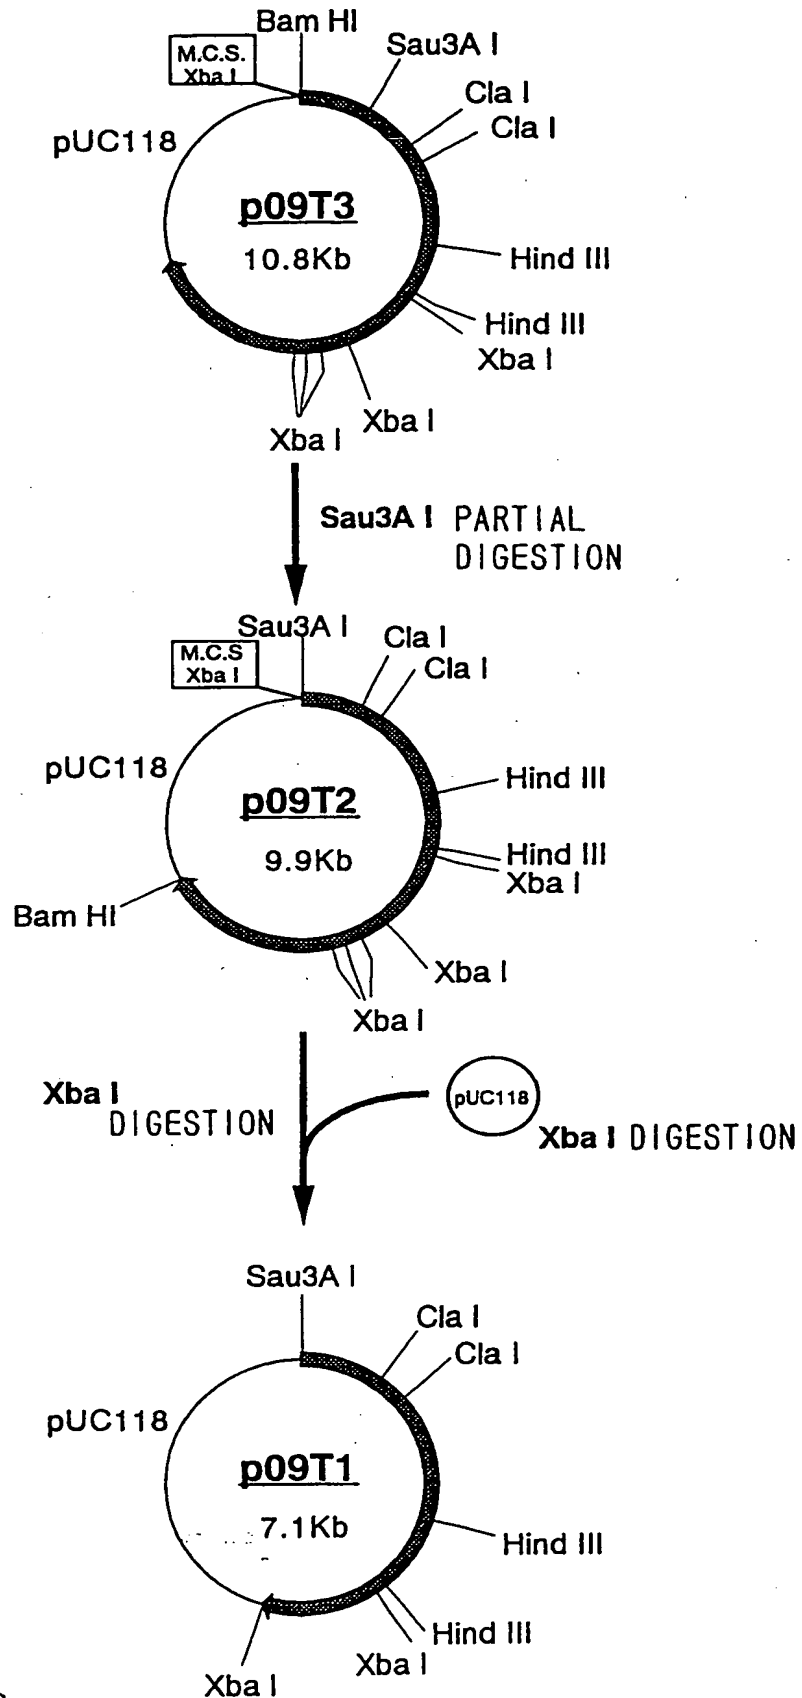 Bam HI
M.C.S.
Xba I
Sau3A I
Cla I
Cla I
pUC118
p09T3
10.8Kb
Hind III
Hind III
Xba I
Xba I
Xba I
Sau3A I PARTIAL
DIGESTION
Sau3A I
M.C.S
Xba I
Cla I
Cla I
pUC118
Hind III
p09T2
9.9Kb
Hind III
Xba I
Bam HI
Xba I
Xba I
Xba I
DIGESTION
pUC118
Xba I DIGESTION
Sau3A I
Cla I
Cla I
pUC118
p09T1
7.1Kb
Hind III
Hind III
Xba I
Xba I